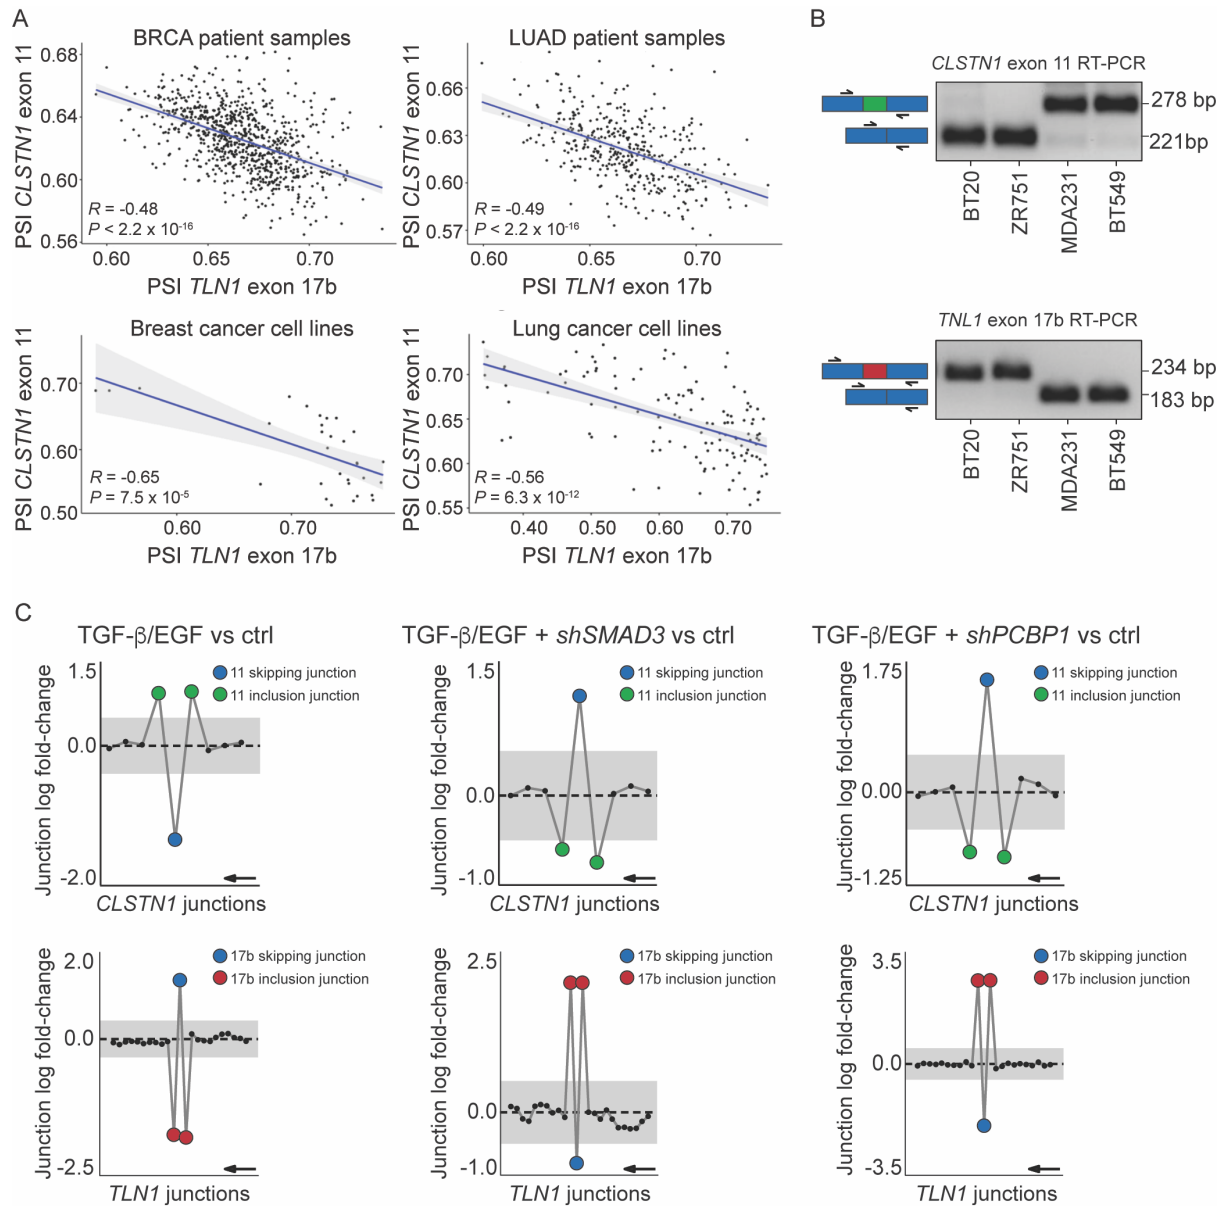 A
BRCA patient samples
PSI CLSTN1 exon 11
0.68
0.64
0.60
0.56
R = -0.48
P < 2.2 x 10-16
0.60
0.65
0.70
PSI TLN1 exon 17b
LUAD patient samples
PSI CLSTN1 exon 11
0.66
0.63
0.60
0.57
R = -0.49
P < 2.2 x 10-16
0.60
0.65
0.70
PSI TLN1 exon 17b
Breast cancer cell lines
PSI CLSTN1 exon 11
0.70
0.60
0.50
R = -0.65
P = 7.5 x 10-5
0.60
0.70
PSI TLN1 exon 17b
Lung cancer cell lines
PSI CLSTN1 exon 11
0.70
0.65
0.60
0.55
R = -0.56
P = 6.3 x 10-12
0.40
0.50
0.60
0.70
PSI TLN1 exon 17b
B
CLSTN1 exon 11 RT-PCR
278 bp
221bp
BT20
ZR751
MDA231
BT549
TNL1 exon 17b RT-PCR
234 bp
183 bp
BT20
ZR751
MDA231
BT549
C
TGF-β/EGF vs ctrl
Junction log fold-change
1.5
0.0
-2.0
11 skipping junction
11 inclusion junction
CLSTN1 junctions
TGF-β/EGF + shSMAD3 vs ctrl
Junction log fold-change
1.5
0.0
-1.0
11 skipping junction
11 inclusion junction
CLSTN1 junctions
TGF-β/EGF + shPCBP1 vs ctrl
Junction log fold-change
1.75
0.00
-1.25
11 skipping junction
11 inclusion junction
CLSTN1 junctions
Junction log fold-change
2.0
0.0
-2.5
17b skipping junction
17b inclusion junction
TLN1 junctions
Junction log fold-change
2.5
0.0
-1.0
17b skipping junction
17b inclusion junction
TLN1 junctions
Junction log fold-change
3.5
0.0
-3.5
17b skipping junction
17b inclusion junction
TLN1 junctions